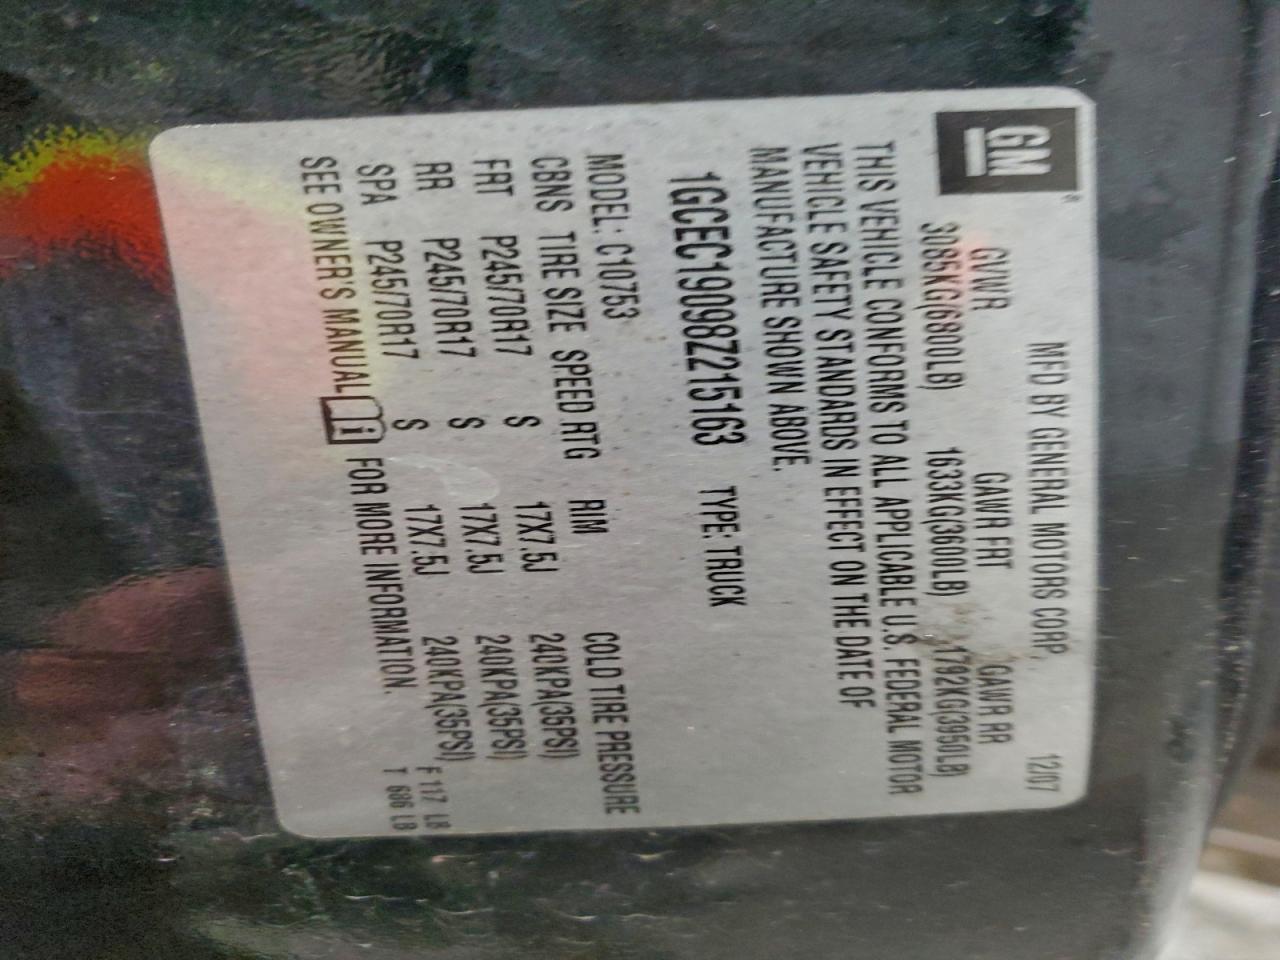 GM
MFD BY GENERAL MOTORS CORP. 12/07
GVWR GAWR FRT GAWR RR
3085KG(6800LB) 1633KG(3600LB) 1792KG(3950LB)
THIS VEHICLE CONFORMS TO ALL APPLICABLE U.S. FEDERAL MOTOR
VEHICLE SAFETY STANDARDS IN EFFECT ON THE DATE OF
MANUFACTURE SHOWN ABOVE.
1GCEC19098Z215163 TYPE: TRUCK
MODEL: C10753
CBNS TIRE SIZE SPEED RTG RIM COLD TIRE PRESSURE
FRT P245/70R17 S 17X7.5J 240KPA(35PSI)
RR P245/70R17 S 17X7.5J 240KPA(35PSI)
SPA P245/70R17 S 17X7.5J 240KPA(35PSI)
SEE OWNER'S MANUAL i FOR MORE INFORMATION.
F 117 LB
T 686 LB